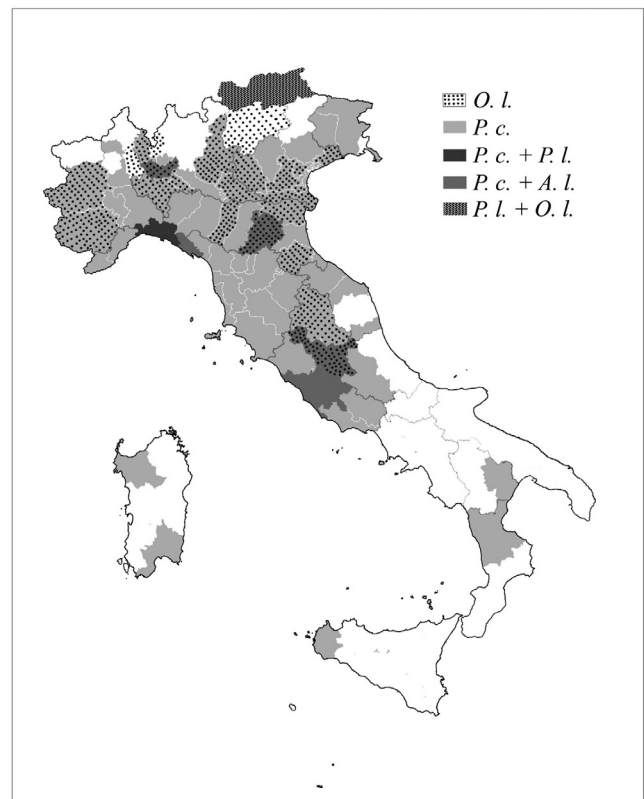 O. l.
P. c.
P. c. + P. l.
P. c. + A. l.
P. l. + O. l.